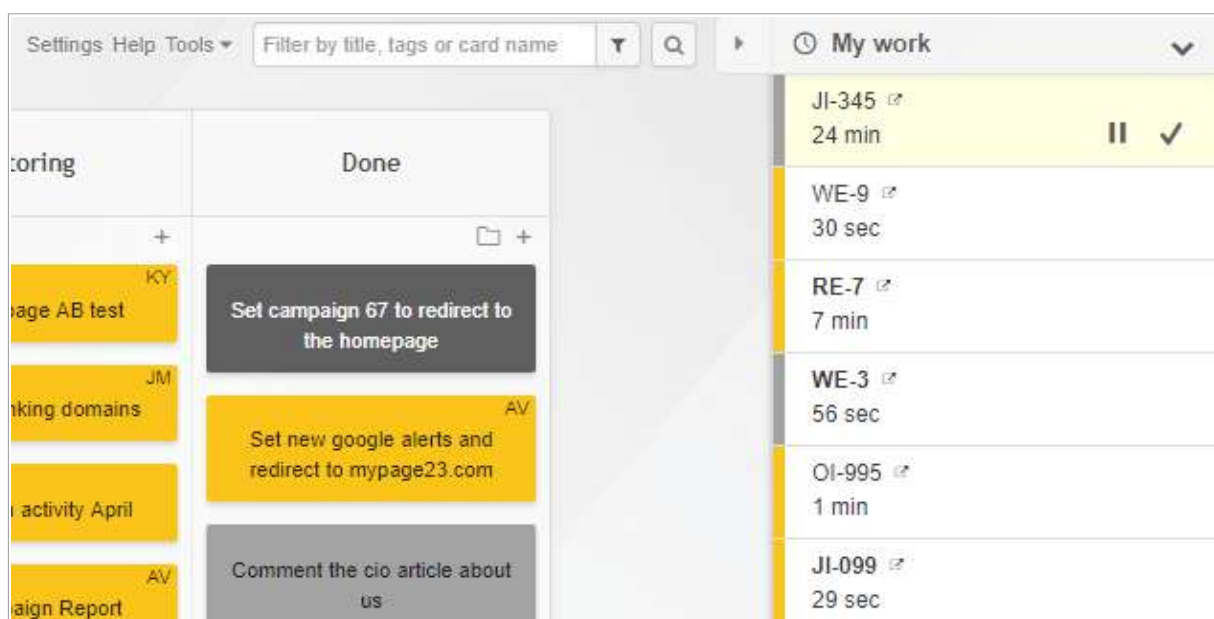 Settings Help Tools
Filter by title, tags or card name
My work
toring
Done
KY
page AB test
JM
nking domains
activity April
AV
aign Report
Set campaign 67 to redirect to
the homepage
AV
Set new google alerts and
redirect to mypage23.com
Comment the cio article about
us
JI-345
24 min
WE-9
30 sec
RE-7
7 min
WE-3
56 sec
OI-995
1 min
JI-099
29 sec